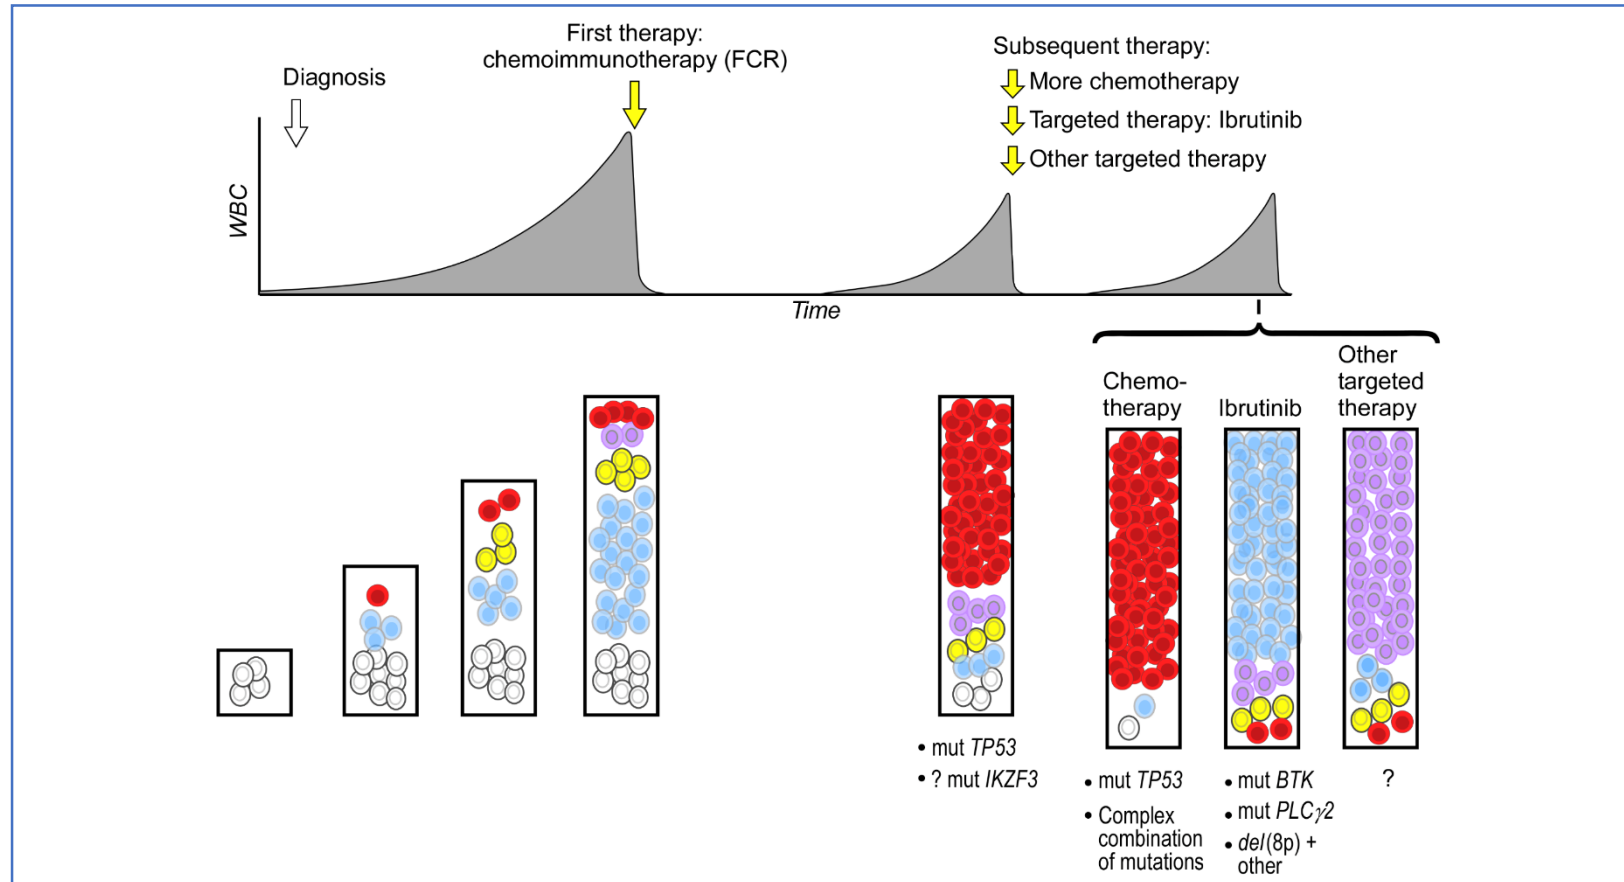 Diagnosis
First therapy:
chemoimmunotherapy (FCR)
Subsequent therapy:
More chemotherapy
Targeted therapy: Ibrutinib
Other targeted therapy
WBC
Time
Chemo-
therapy
Ibrutinib
Other
targeted
therapy
• mut TP53
• ? mut IKZF3
• mut TP53
• Complex
combination
of mutations
• mut BTK
• mut PLCγ2
• del(8p) +
other
?